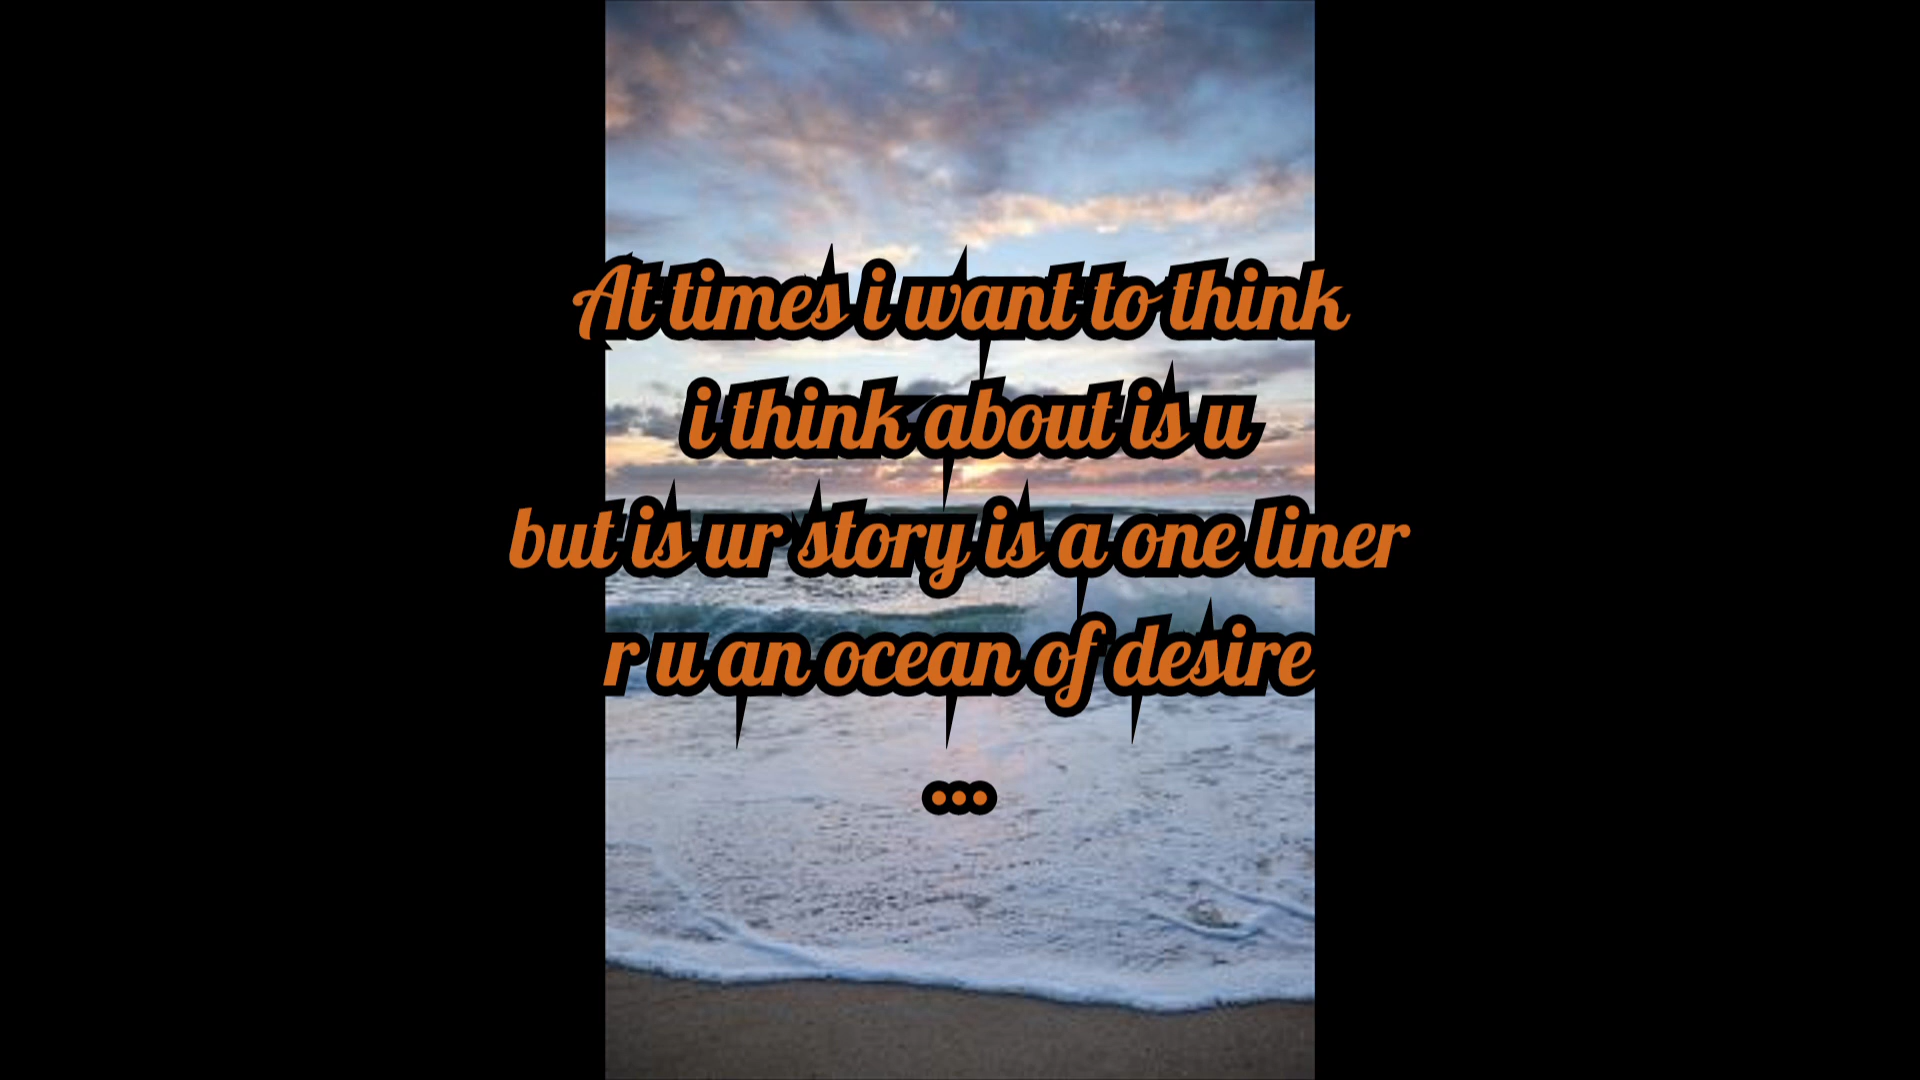 At times i want to think
i think about is u
but is ur story is a one liner
r u an ocean of desire
...